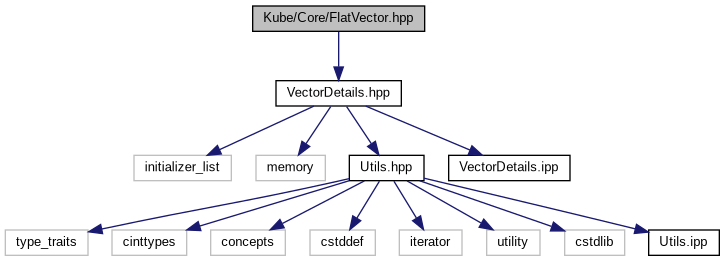 Kube/Core/FlatVector.hpp
VectorDetails.hpp
initializer_list
memory
Utils.hpp
VectorDetails.ipp
type_traits
cinttypes
concepts
cstddef
iterator
utility
cstdlib
Utils.ipp